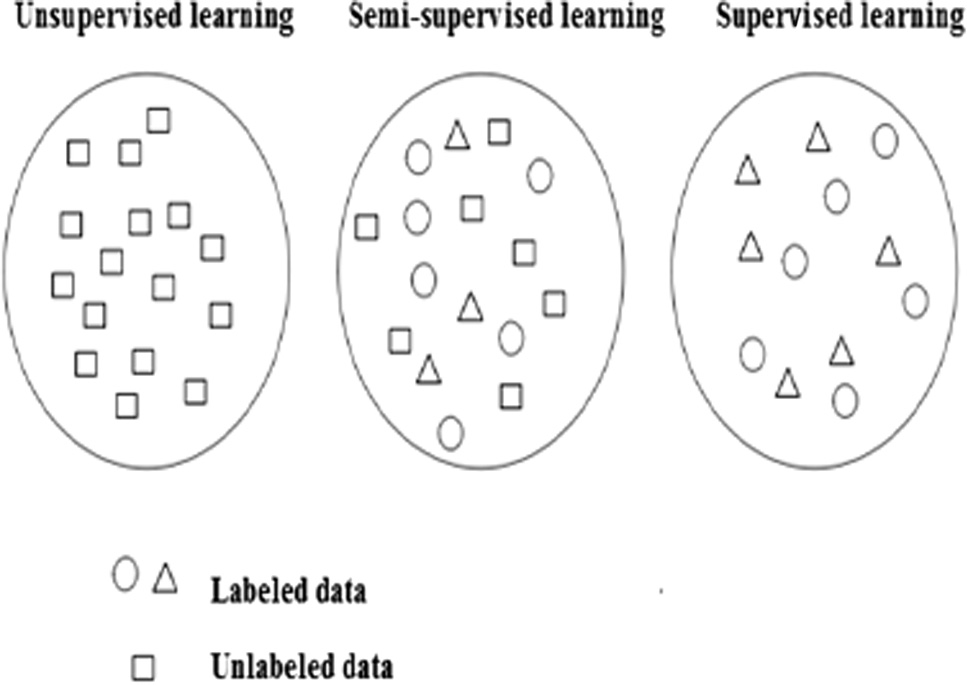 Unsupervised learning
Semi-supervised learning
Supervised learning
Labeled data
Unlabeled data